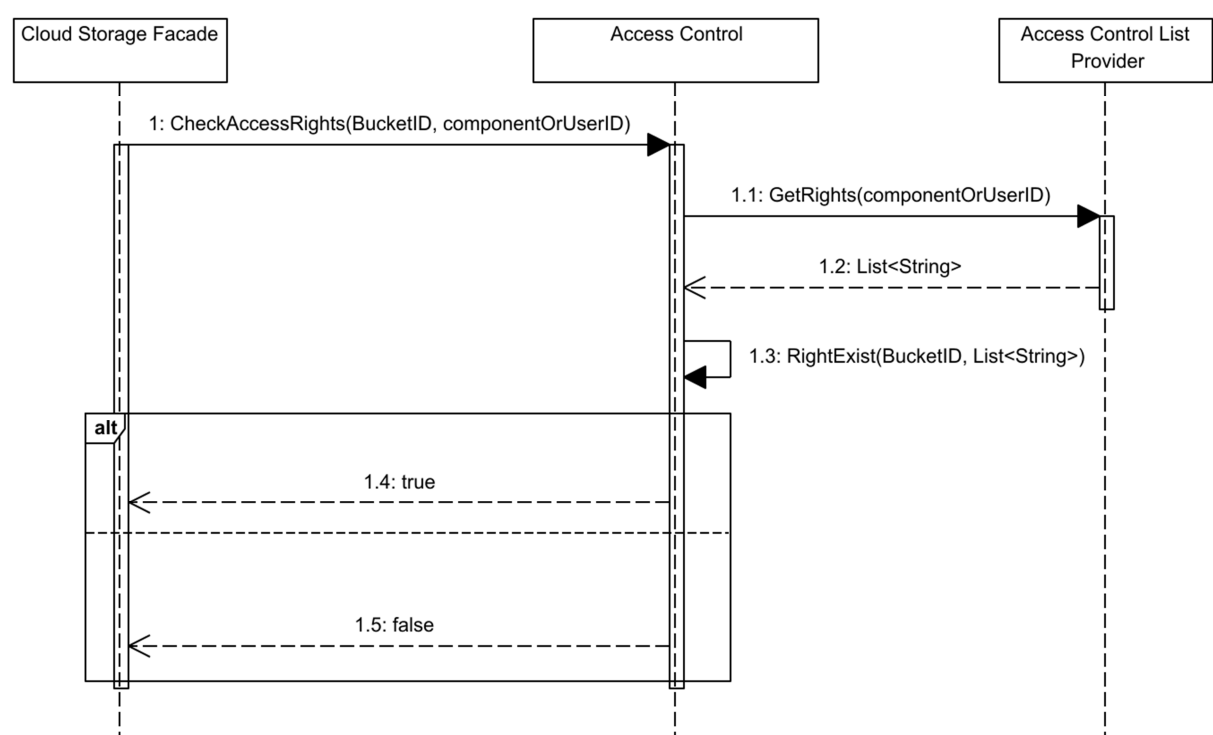 Cloud Storage Facade
Access Control
Access Control List
Provider
1: CheckAccessRights(BucketID, componentOrUserID)
1.1: GetRights(componentOrUserID)
1.2: List<String>
1.3: RightExist(BucketID, List<String>)
alt
1.4: true
1.5: false